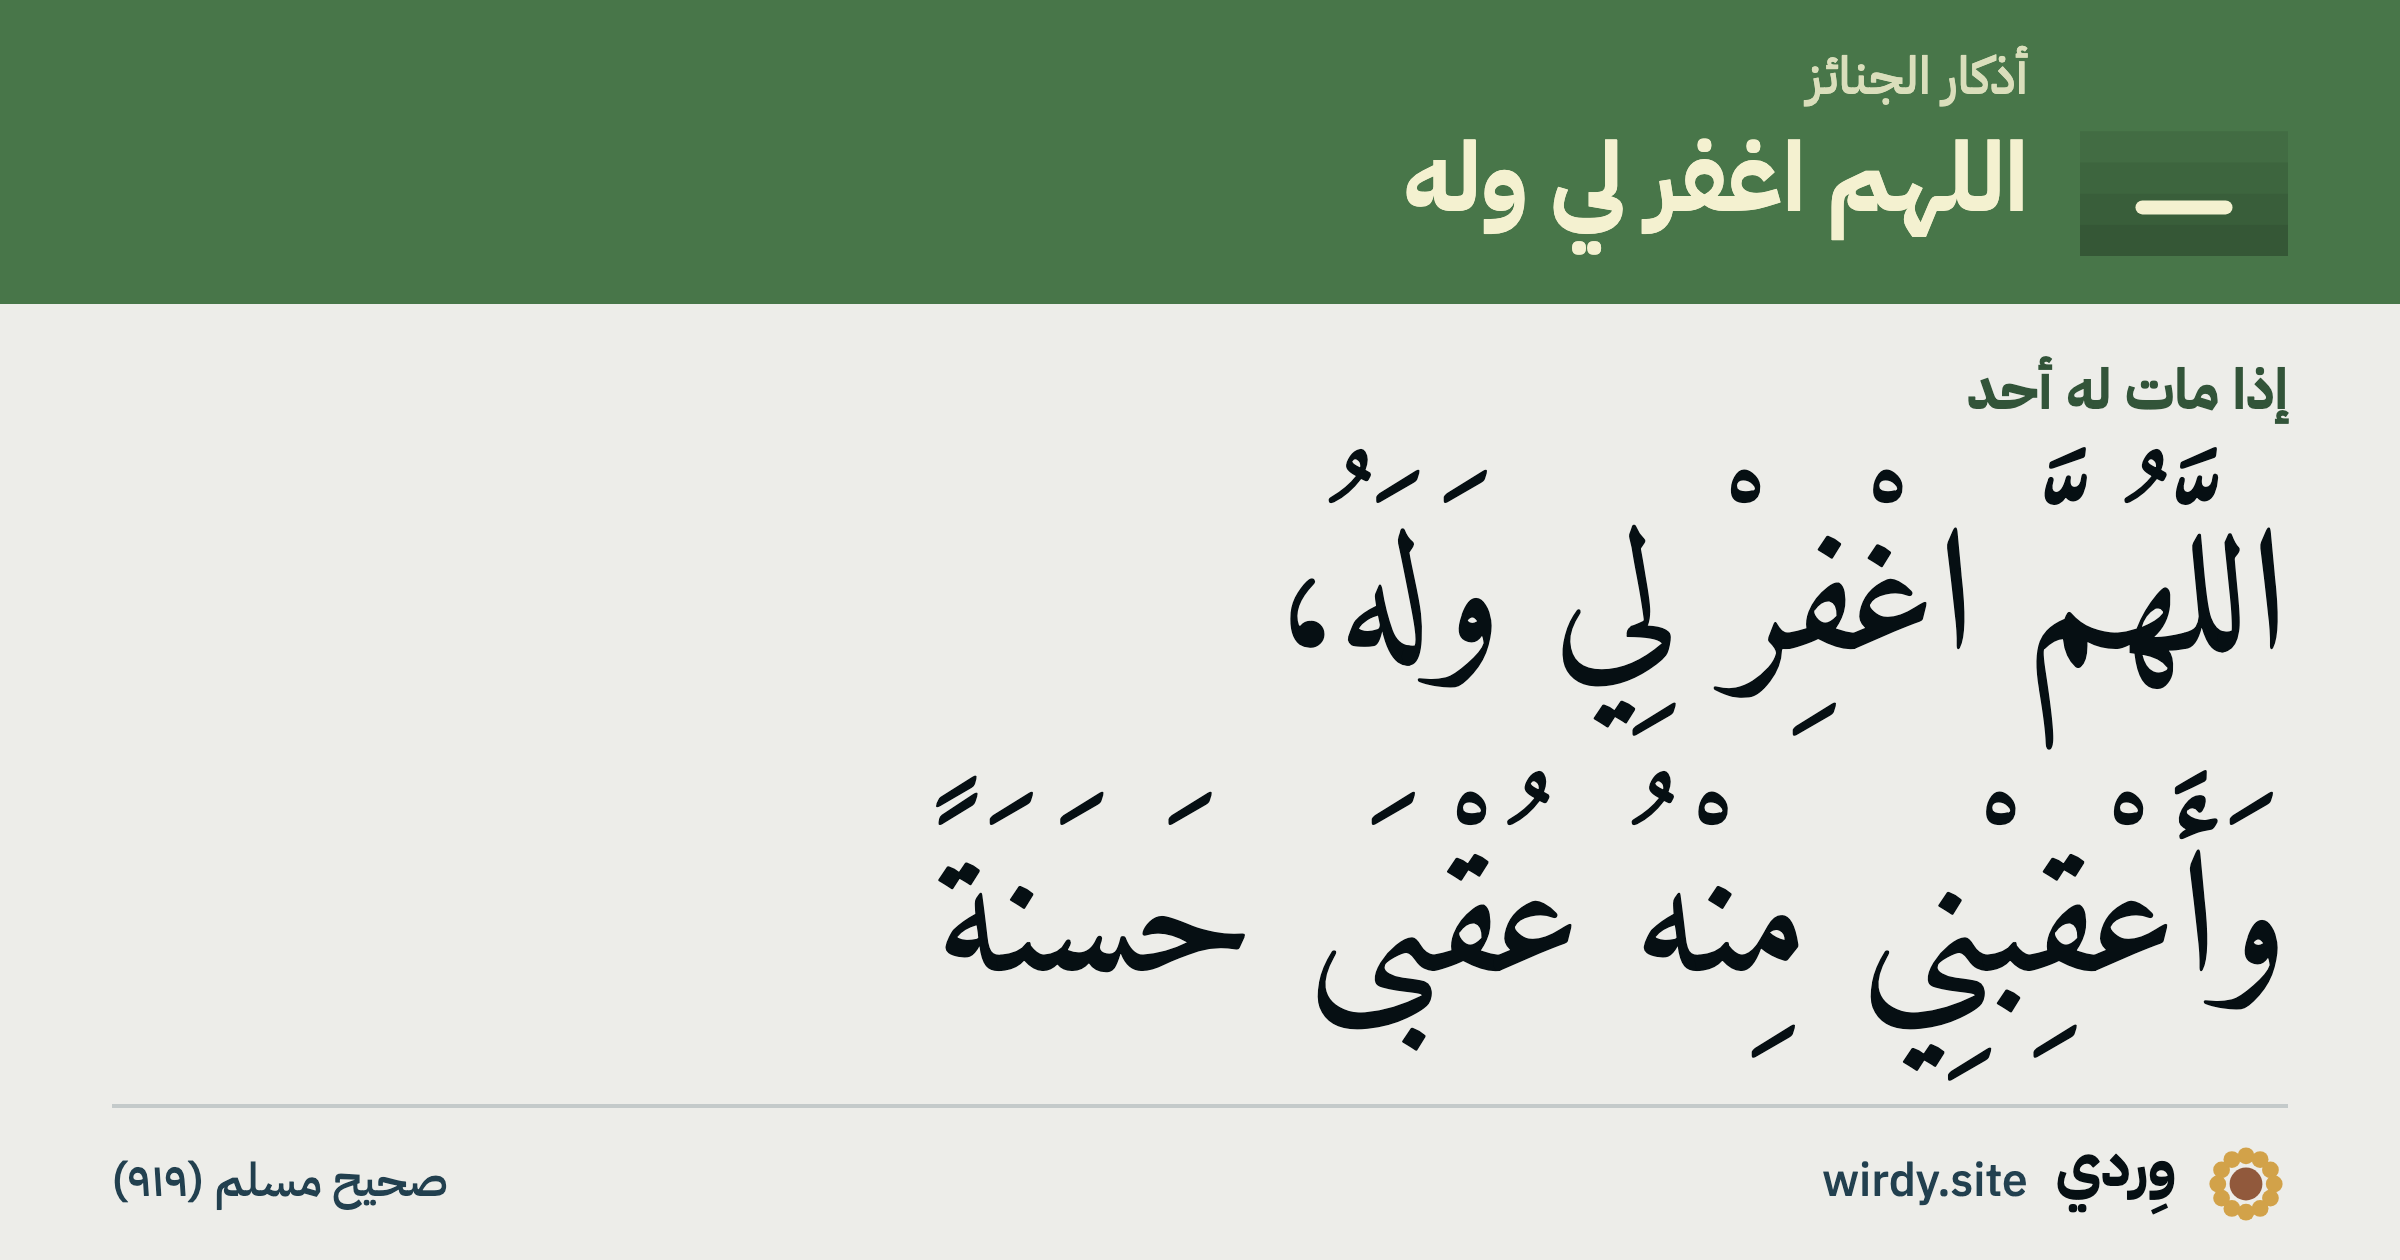 أذكار الجنائز
اللهم اغفر لي وله
إذا مات له أحد
اللَّهُمَّ اغْفِرْ لِي وَلَهُ،
وَأَعْقِبْنِي مِنْهُ عُقْبَى حَسَنَةً
وِردي wirdy.site
صحيح مسلم (٩١٩)